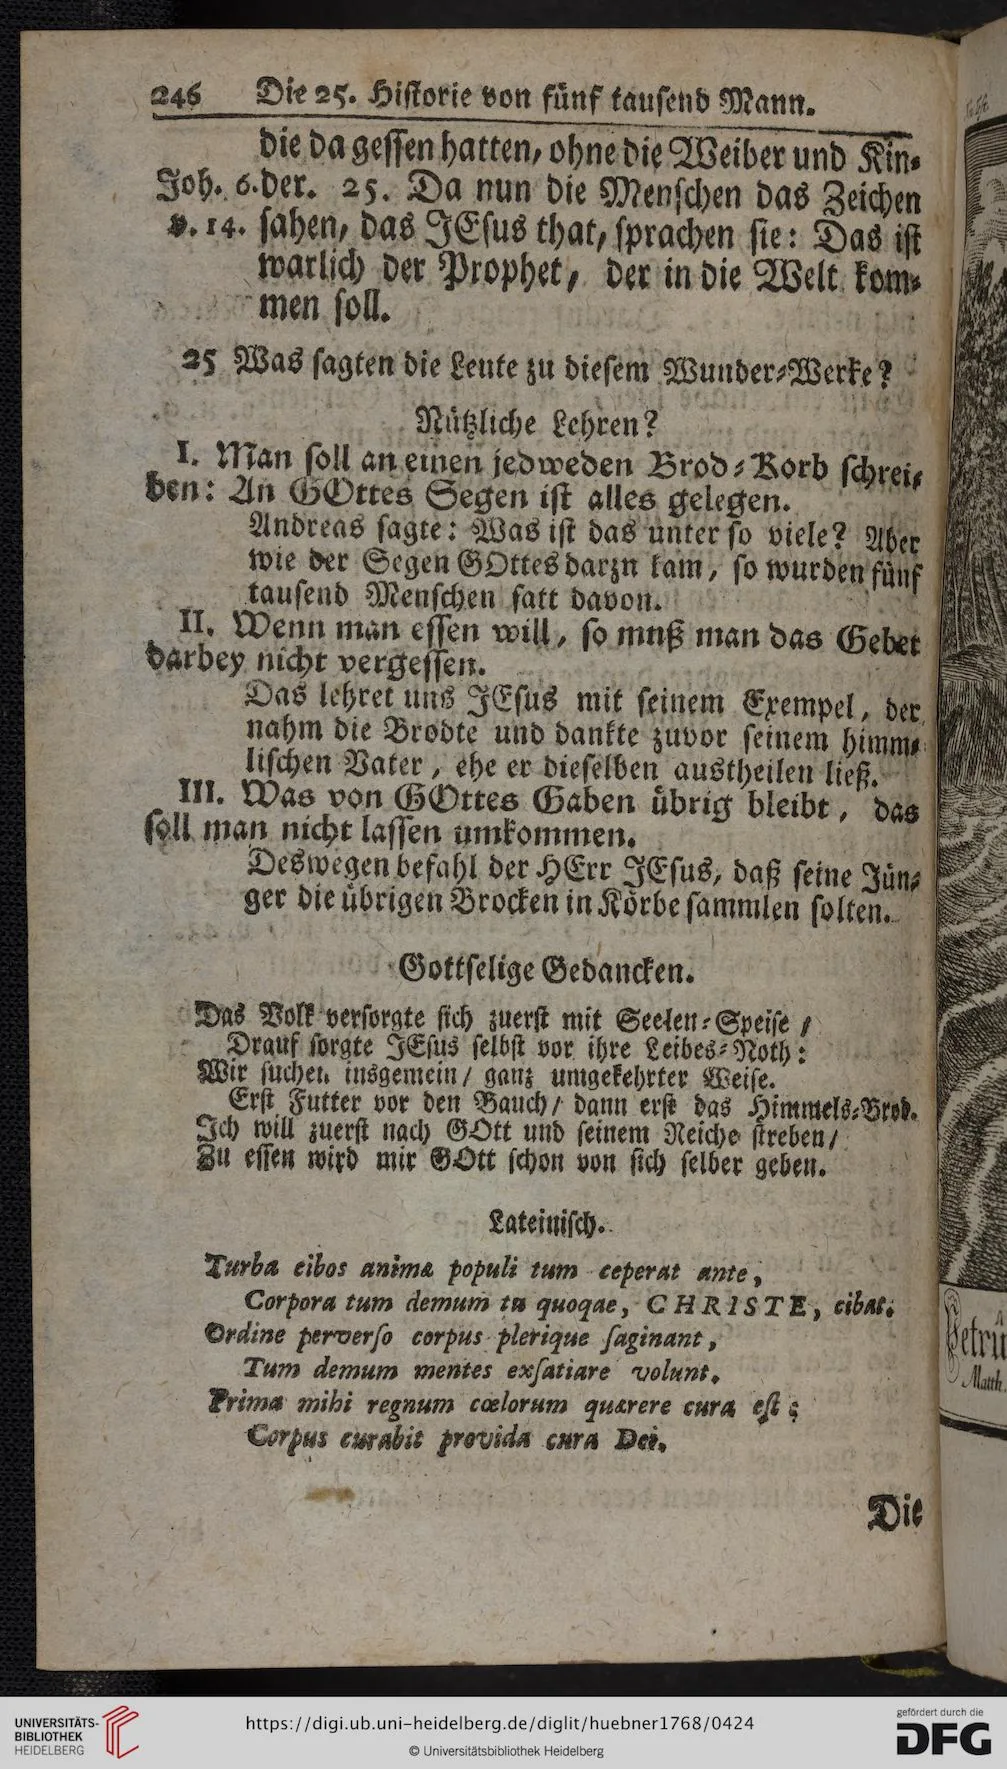 246 Die 25. Historie von fünf tausend Mann.
die da gessen hatten, ohne die Weiber und Kin-
Joh. 6. der. 25. Da nun die Menschen das Zeichen
v. 14. sahen, das JEsus that, sprachen sie: Das ist
warlich der Prophet, der in die Welt kom-
men soll.
25 Was sagten die Leute zu diesem Wunder-Werke?
Nützliche Lehren?
I. Man soll an einen jedweden Brod-Korb schrei-
ben: An GOttes Segen ist alles gelegen.
Andreas sagte: Was ist das unter so viele? Aber
wie der Segen GOttes darzn kam, so wurden fünf
tausend Menschen satt davon.
II. Wenn man essen will, so mnß man das Gebet
darbey nicht vergessen.
Das lehret uns JEsus mit seinem Exempel, der
nahm die Brodte und dankte zuvor seinem himm-
lischen Vater, ehe er dieselben austheilen ließ.
III. Was von GOttes Gaben übrig bleibt, das
soll man nicht lassen umkommen.
Deswegen befahl der HErr JEsus, daß seine Jün-
ger die übrigen Brocken in Körbe sammlen solten.
Gottselige Gedancken.
Das Volk versorgte sich zuerst mit Seelen-Speise /
Drauf sorgte JEsus selbst vor ihre Leibes-Noth:
Wir suchen insgemein / ganz umgekehrter Weise.
Erst Futter vor den Bauch / dann erst das Himmels-Brod.
Ich will zuerst nach GOtt und seinem Reiche streben /
Zu essen wird mir GOtt schon von sich selber geben.
Lateinisch.
Turba cibos animæ populi tum ceperat ante,
Corpora tum demum tu quoqae, CHRISTE, cibas.
Ordine perverso corpus plerique saginant,
Tum demum mentes exsatiare volunt.
Prima mihi regnum cœlorum quærere cura est;
Corpus curabit provida cura Dei.
Die
Petru
Matth.
UNIVERSITÄTS-
BIBLIOTHEK
HEIDELBERG
https://digi.ub.uni-heidelberg.de/diglit/huebner1768/0424
© Universitätsbibliothek Heidelberg
gefördert durch die
DFG